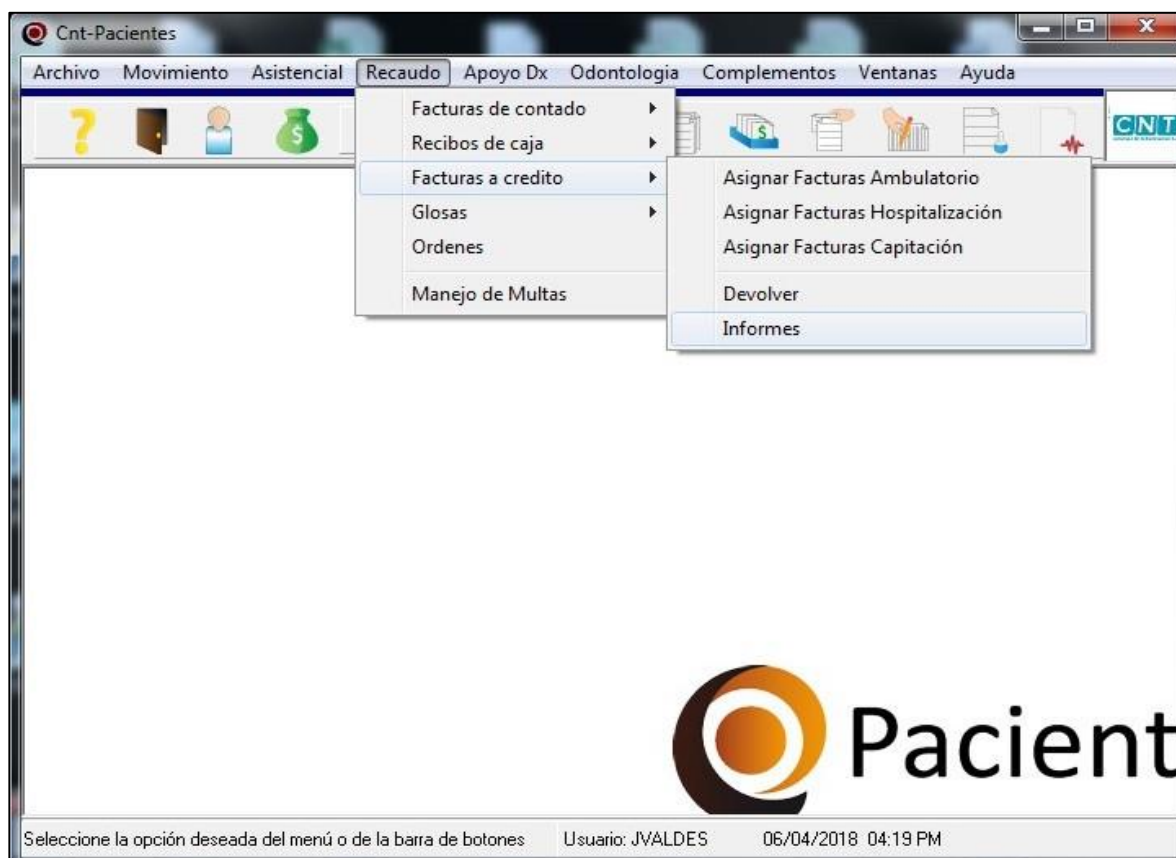 Cnt-Pacientes
Archivo Movimiento Asistencial Recaudo Apoyo Dx Odontologia Complementos Ventanas Ayuda
CNT
Facturas de contado
Recibos de caja
Facturas a credito
Glosas
Ordenes
Manejo de Multas
Asignar Facturas Ambulatorio
Asignar Facturas Hospitalización
Asignar Facturas Capitación
Devolver
Informes
Pacient
Seleccione la opción deseada del menú o de la barra de botones Usuario: JVALDES 06/04/2018 04:19 PM